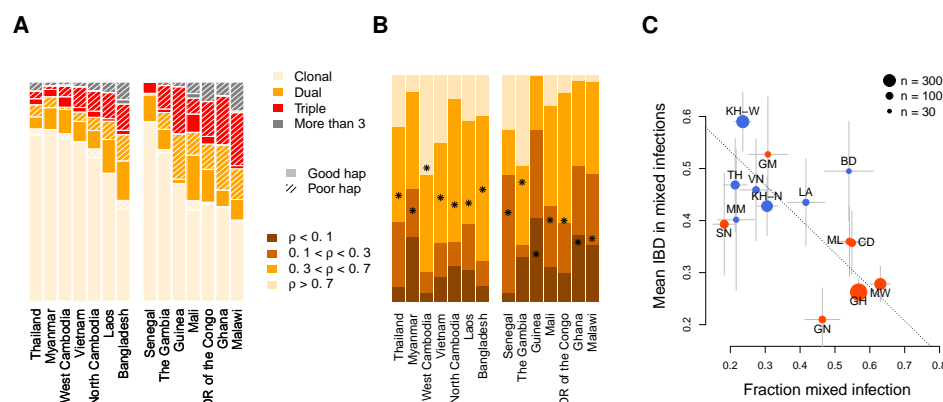 A
Clonal
Dual
Triple
More than 3
Good hap
Poor hap
ρ < 0. 1
0. 1 < ρ < 0. 3
0. 3 < ρ < 0. 7
ρ > 0. 7
Thailand
Myanmar
West Cambodia
Vietnam
North Cambodia
Laos
Bangladesh
Senegal
The Gambia
Guinea
Mali
DR of the Congo
Ghana
Malawi
B
Thailand
Myanmar
West Cambodia
Vietnam
North Cambodia
Laos
Bangladesh
Senegal
The Gambia
Guinea
Mali
DR of the Congo
Ghana
Malawi
C
n = 300
n = 100
n = 30
Mean IBD in mixed infections
0.6
0.5
0.4
0.3
0.2
KH−W
GM
BD
TH
VN
KH−N
LA
MM
SN
ML
CD
GH
MW
GN
0.2 0.3 0.4 0.5 0.6 0.7 0.8
Fraction mixed infection